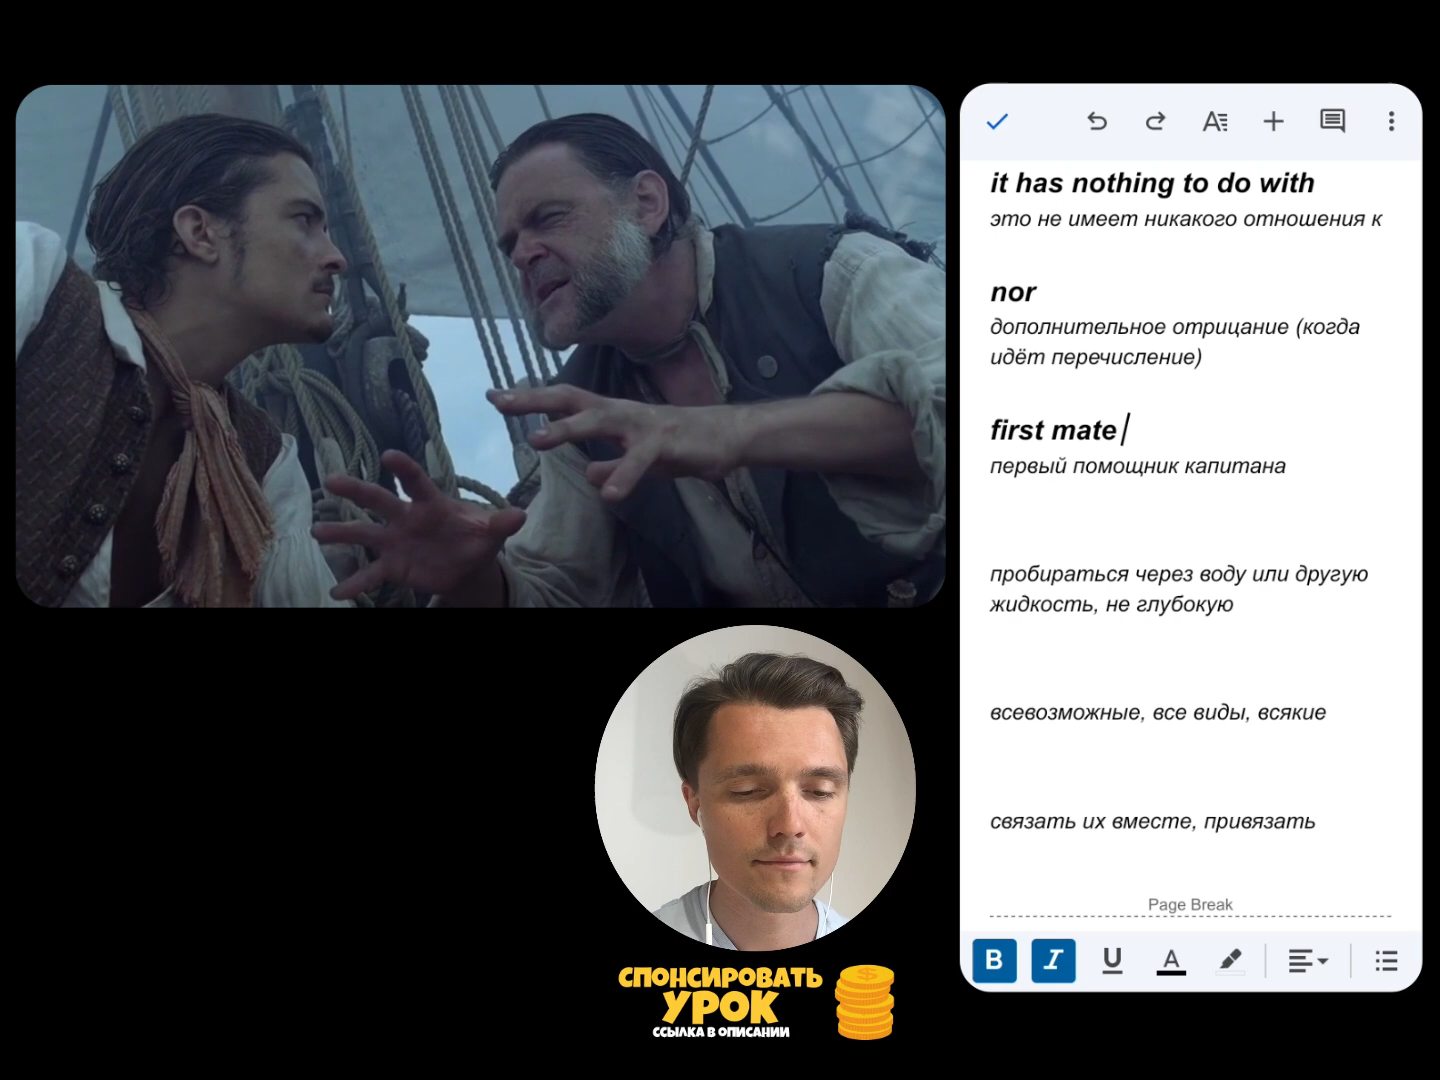 it has nothing to do with
это не имеет никакого отношения к
nor
дополнительное отрицание (когда
идёт перечисление)
first mate
первый помощник капитана
пробираться через воду или другую
жидкость, не глубокую
всевозможные, все виды, всякие
связать их вместе, привязать
Page Break
B I U A
СПОНСИРОВАТЬ
УРОК
ССЫЛКА В ОПИСАНИИ